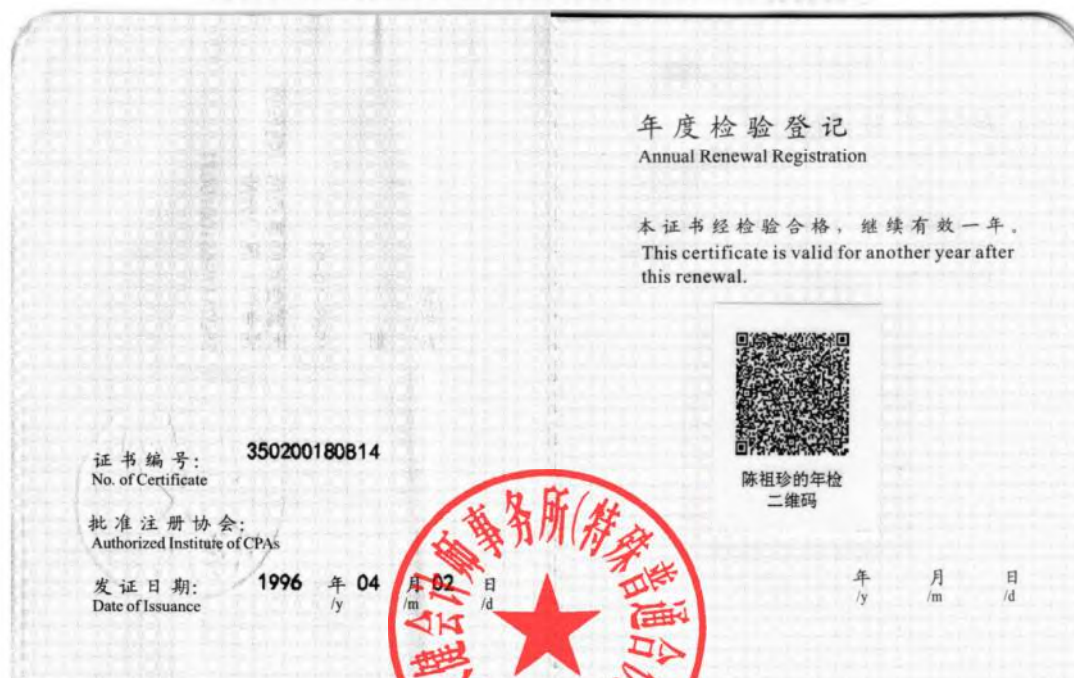 证书编号: 350200180814
No. of Certificate
批准注册协会:
Authorized Institute of CPAs
发证日期: 1996 年 04 月 02 日
Date of Issuance /y /m /d
年度检验登记
Annual Renewal Registration
本证书经检验合格，继续有效一年。
This certificate is valid for another year after
this renewal.
陈祖珍的年检
二维码
年 月 日
/y /m /d
健会计师事务所(特殊普通合